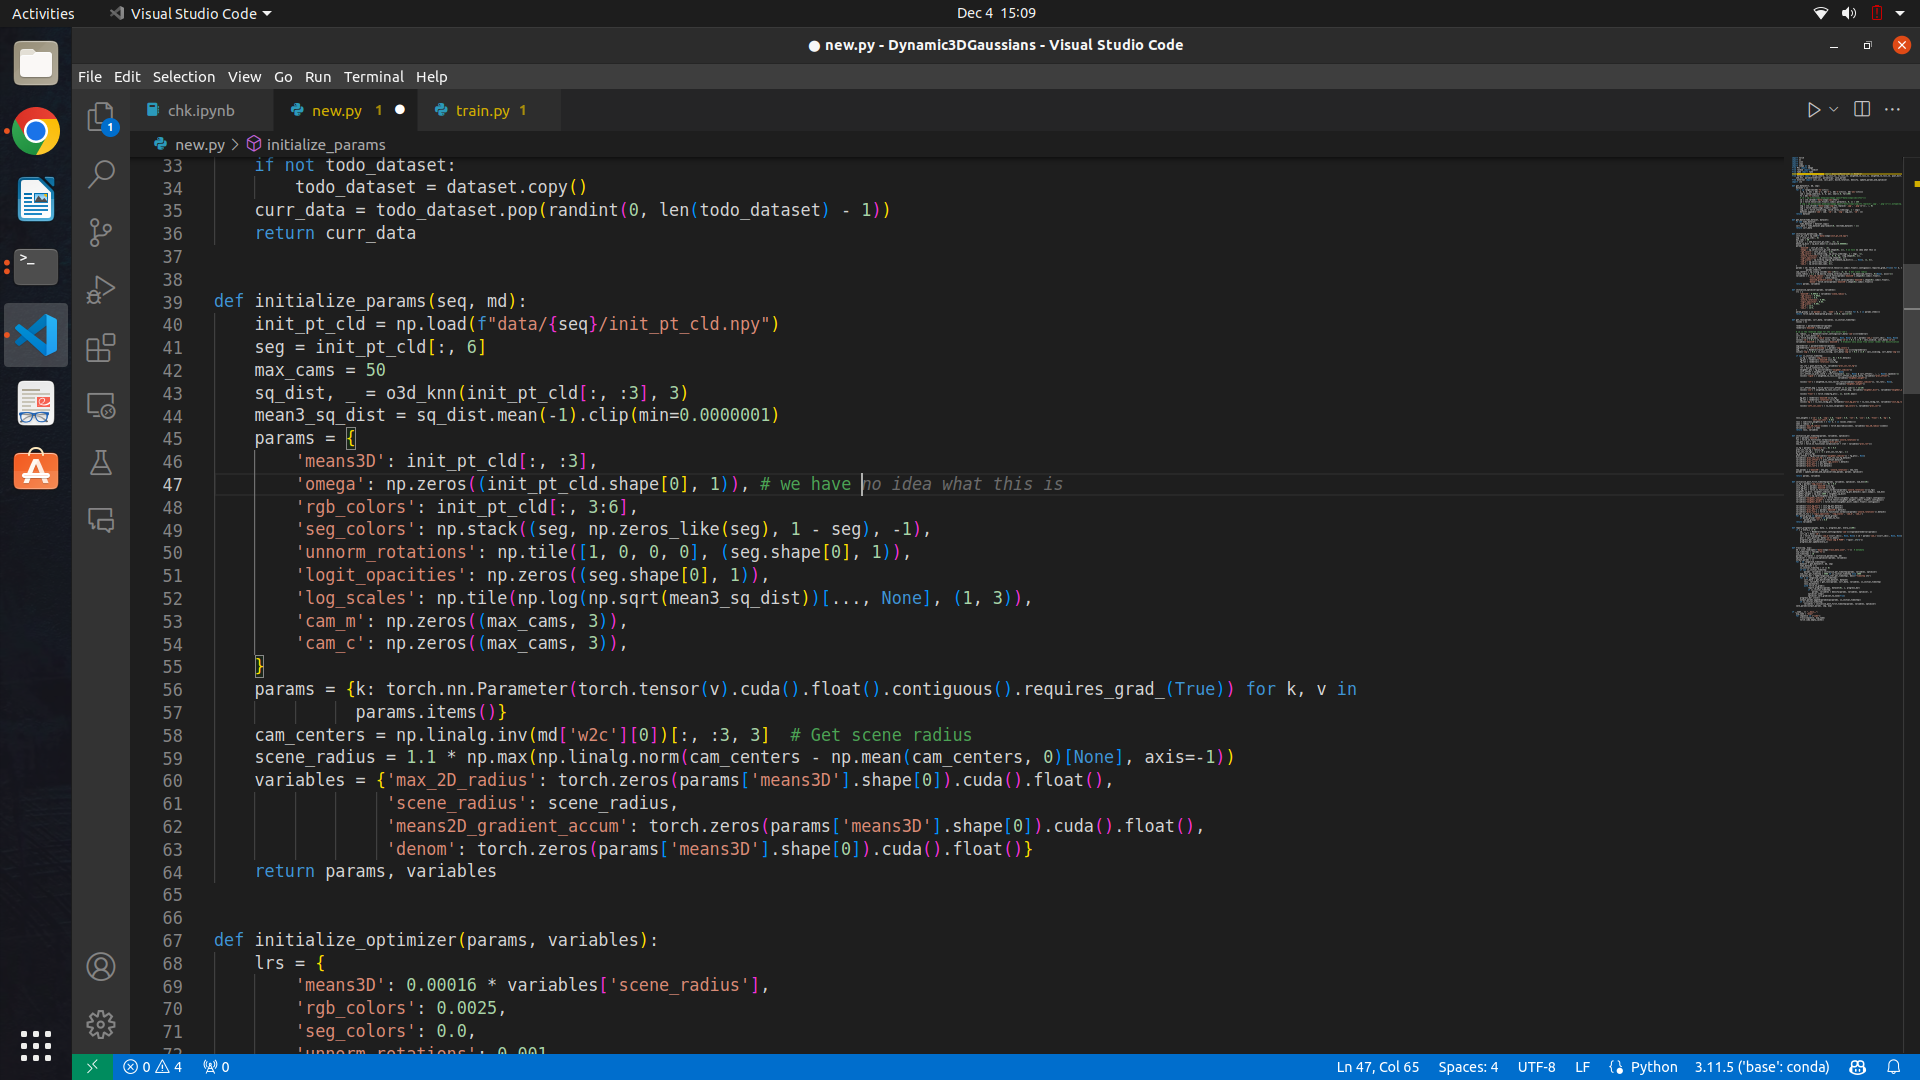 Activities
Visual Studio Code
Dec 4 15:09
● new.py - Dynamic3DGaussians - Visual Studio Code
File Edit Selection View Go Run Terminal Help
1
chk.ipynb
new.py 1
train.py 1
new.py > initialize_params
33     if not todo_dataset:
34         todo_dataset = dataset.copy()
35     curr_data = todo_dataset.pop(randint(0, len(todo_dataset) - 1))
36     return curr_data
37
38
39 def initialize_params(seq, md):
40     init_pt_cld = np.load(f"data/{seq}/init_pt_cld.npy")
41     seg = init_pt_cld[:, 6]
42     max_cams = 50
43     sq_dist, _ = o3d_knn(init_pt_cld[:, :3], 3)
44     mean3_sq_dist = sq_dist.mean(-1).clip(min=0.0000001)
45     params = {
46         'means3D': init_pt_cld[:, :3],
47         'omega': np.zeros((init_pt_cld.shape[0], 1)), # we have no idea what this is
48         'rgb_colors': init_pt_cld[:, 3:6],
49         'seg_colors': np.stack((seg, np.zeros_like(seg), 1 - seg), -1),
50         'unnorm_rotations': np.tile([1, 0, 0, 0], (seg.shape[0], 1)),
51         'logit_opacities': np.zeros((seg.shape[0], 1)),
52         'log_scales': np.tile(np.log(np.sqrt(mean3_sq_dist))[..., None], (1, 3)),
53         'cam_m': np.zeros((max_cams, 3)),
54         'cam_c': np.zeros((max_cams, 3)),
55     }
56     params = {k: torch.nn.Parameter(torch.tensor(v).cuda().float().contiguous().requires_grad_(True)) for k, v in
57               params.items()}
58     cam_centers = np.linalg.inv(md['w2c'][0])[:, :3, 3]  # Get scene radius
59     scene_radius = 1.1 * np.max(np.linalg.norm(cam_centers - np.mean(cam_centers, 0)[None], axis=-1))
60     variables = {'max_2D_radius': torch.zeros(params['means3D'].shape[0]).cuda().float(),
61                  'scene_radius': scene_radius,
62                  'means2D_gradient_accum': torch.zeros(params['means3D'].shape[0]).cuda().float(),
63                  'denom': torch.zeros(params['means3D'].shape[0]).cuda().float()}
64     return params, variables
65
66
67 def initialize_optimizer(params, variables):
68     lrs = {
69         'means3D': 0.00016 * variables['scene_radius'],
70         'rgb_colors': 0.0025,
71         'seg_colors': 0.0,
72         'unnorm_rotations': 0.001,
0 4 0 Ln 47, Col 65 Spaces: 4 UTF-8 LF Python 3.11.5 ('base': conda)